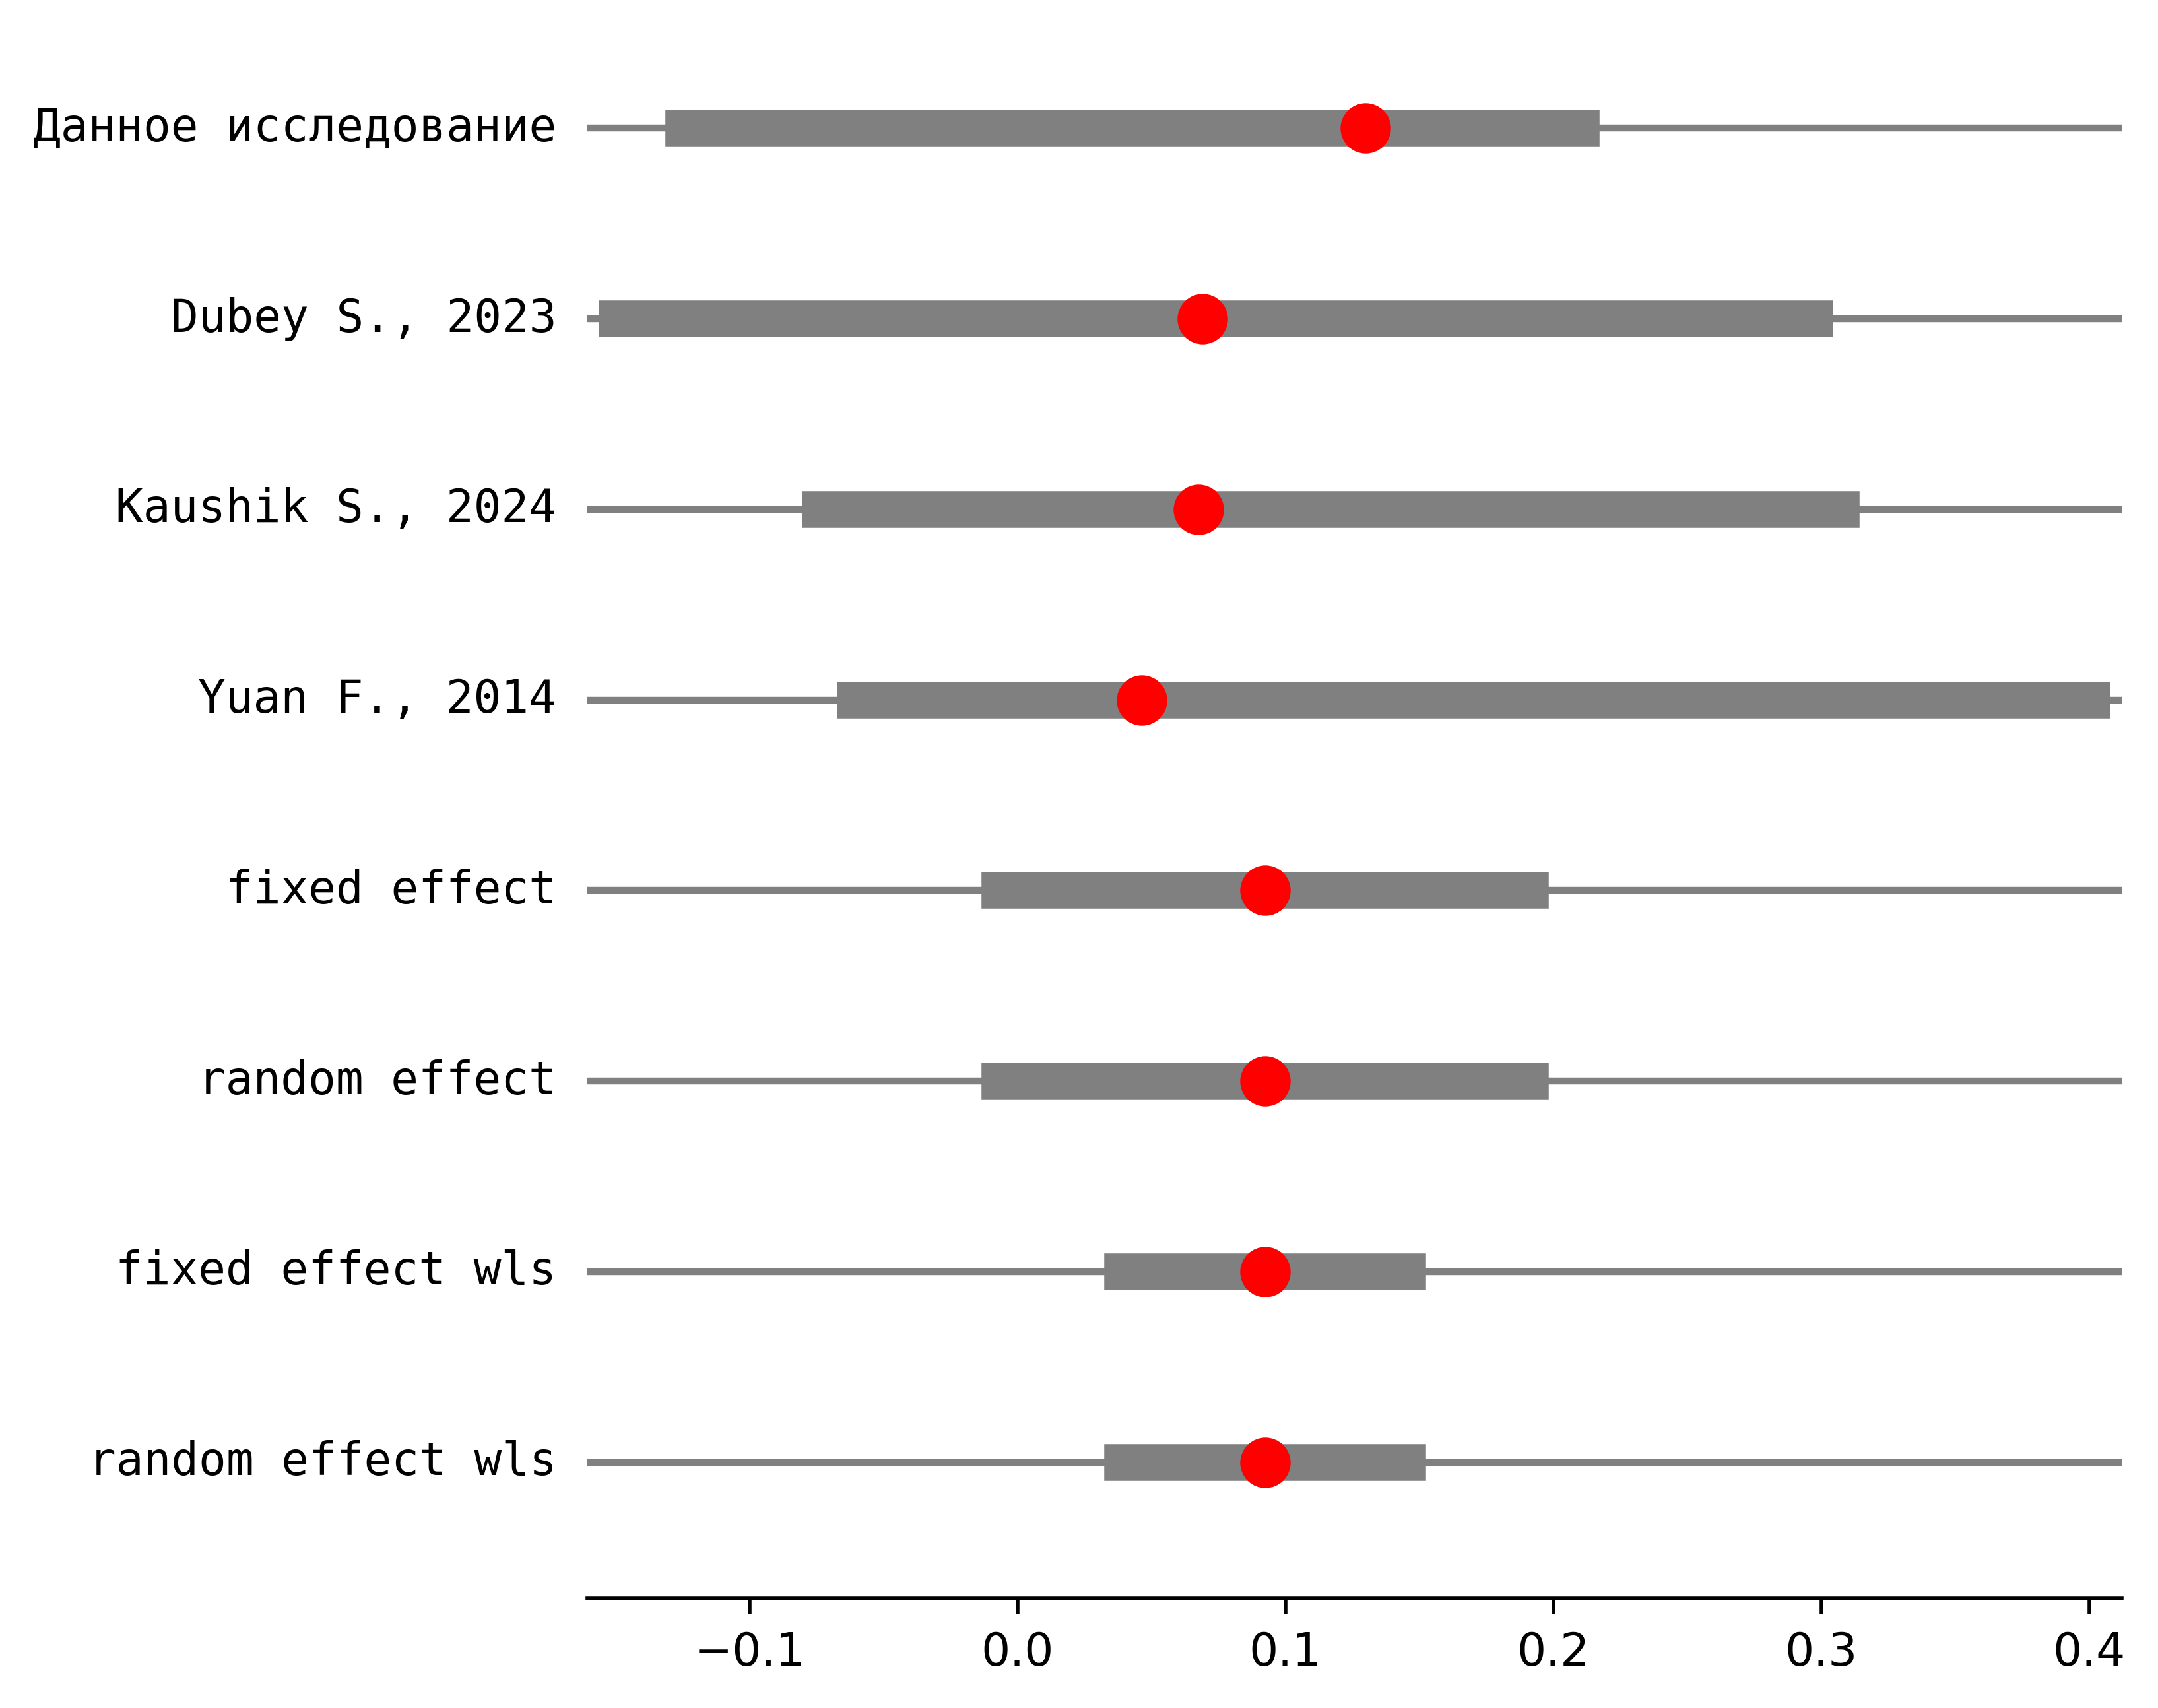 Данное исследование
Dubey S., 2023
Kaushik S., 2024
Yuan F., 2014
fixed effect
random effect
fixed effect wls
random effect wls
−0.1 0.0 0.1 0.2 0.3 0.4